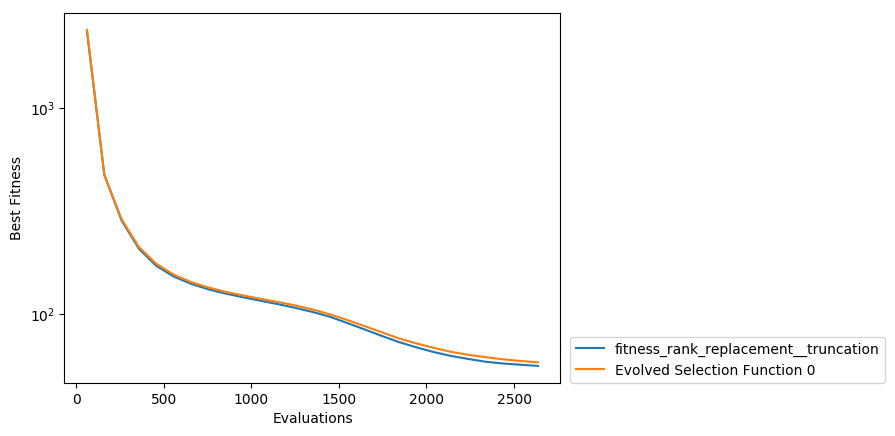 Best Fitness
10³
10²
0
500
1000
1500
2000
2500
Evaluations
fitness_rank_replacement__truncation
Evolved Selection Function 0